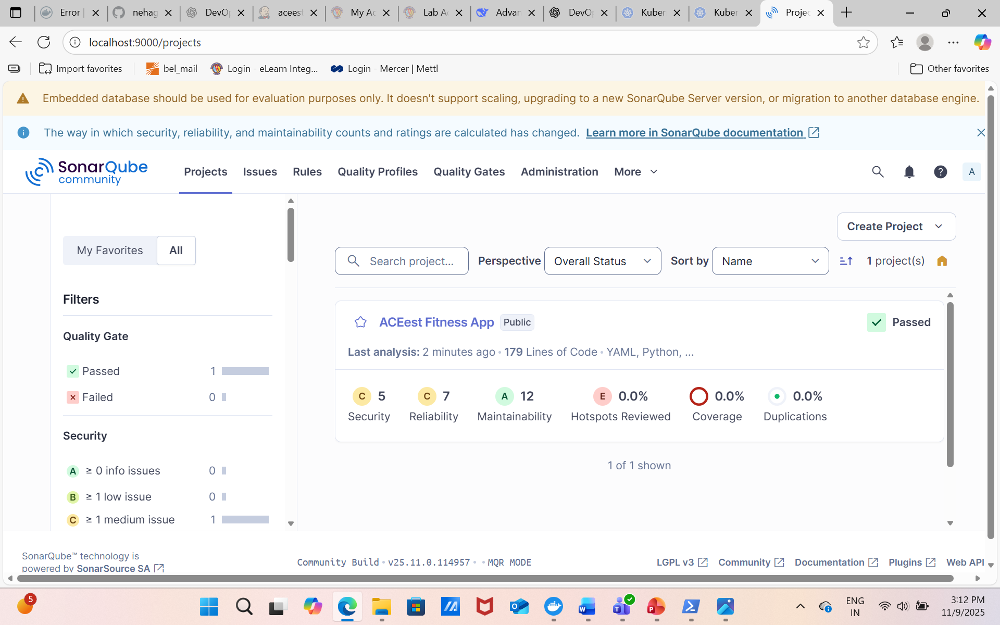 Error
nehag
DevOp
aceest
My Ac
Lab A
Advan
DevOp
Kuber
Kuber
Projec
localhost:9000/projects
Import favorites
bel_mail
Login - eLearn Integ...
Login - Mercer | Mettl
Other favorites
Embedded database should be used for evaluation purposes only. It doesn't support scaling, upgrading to a new SonarQube Server version, or migration to another database engine.
The way in which security, reliability, and maintainability counts and ratings are calculated has changed. Learn more in SonarQube documentation
SonarQube
community
Projects Issues Rules Quality Profiles Quality Gates Administration More
A
Create Project
My Favorites All
Search project... Perspective Overall Status Sort by Name 1 project(s)
Filters
Quality Gate
Passed 1
Failed 0
Security
A ≥ 0 info issues 0
B ≥ 1 low issue 0
C ≥ 1 medium issue 1
ACEest Fitness App Public Passed
Last analysis: 2 minutes ago • 179 Lines of Code • YAML, Python, ...
C 5 C 7 A 12 E 0.0% 0.0% 0.0%
Security Reliability Maintainability Hotspots Reviewed Coverage Duplications
1 of 1 shown
SonarQube™ technology is
powered by SonarSource SA
Community Build • v25.11.0.114957 • • MQR MODE
LGPL v3 Community Documentation Plugins Web API
5
ENG
IN
3:12 PM
11/9/2025